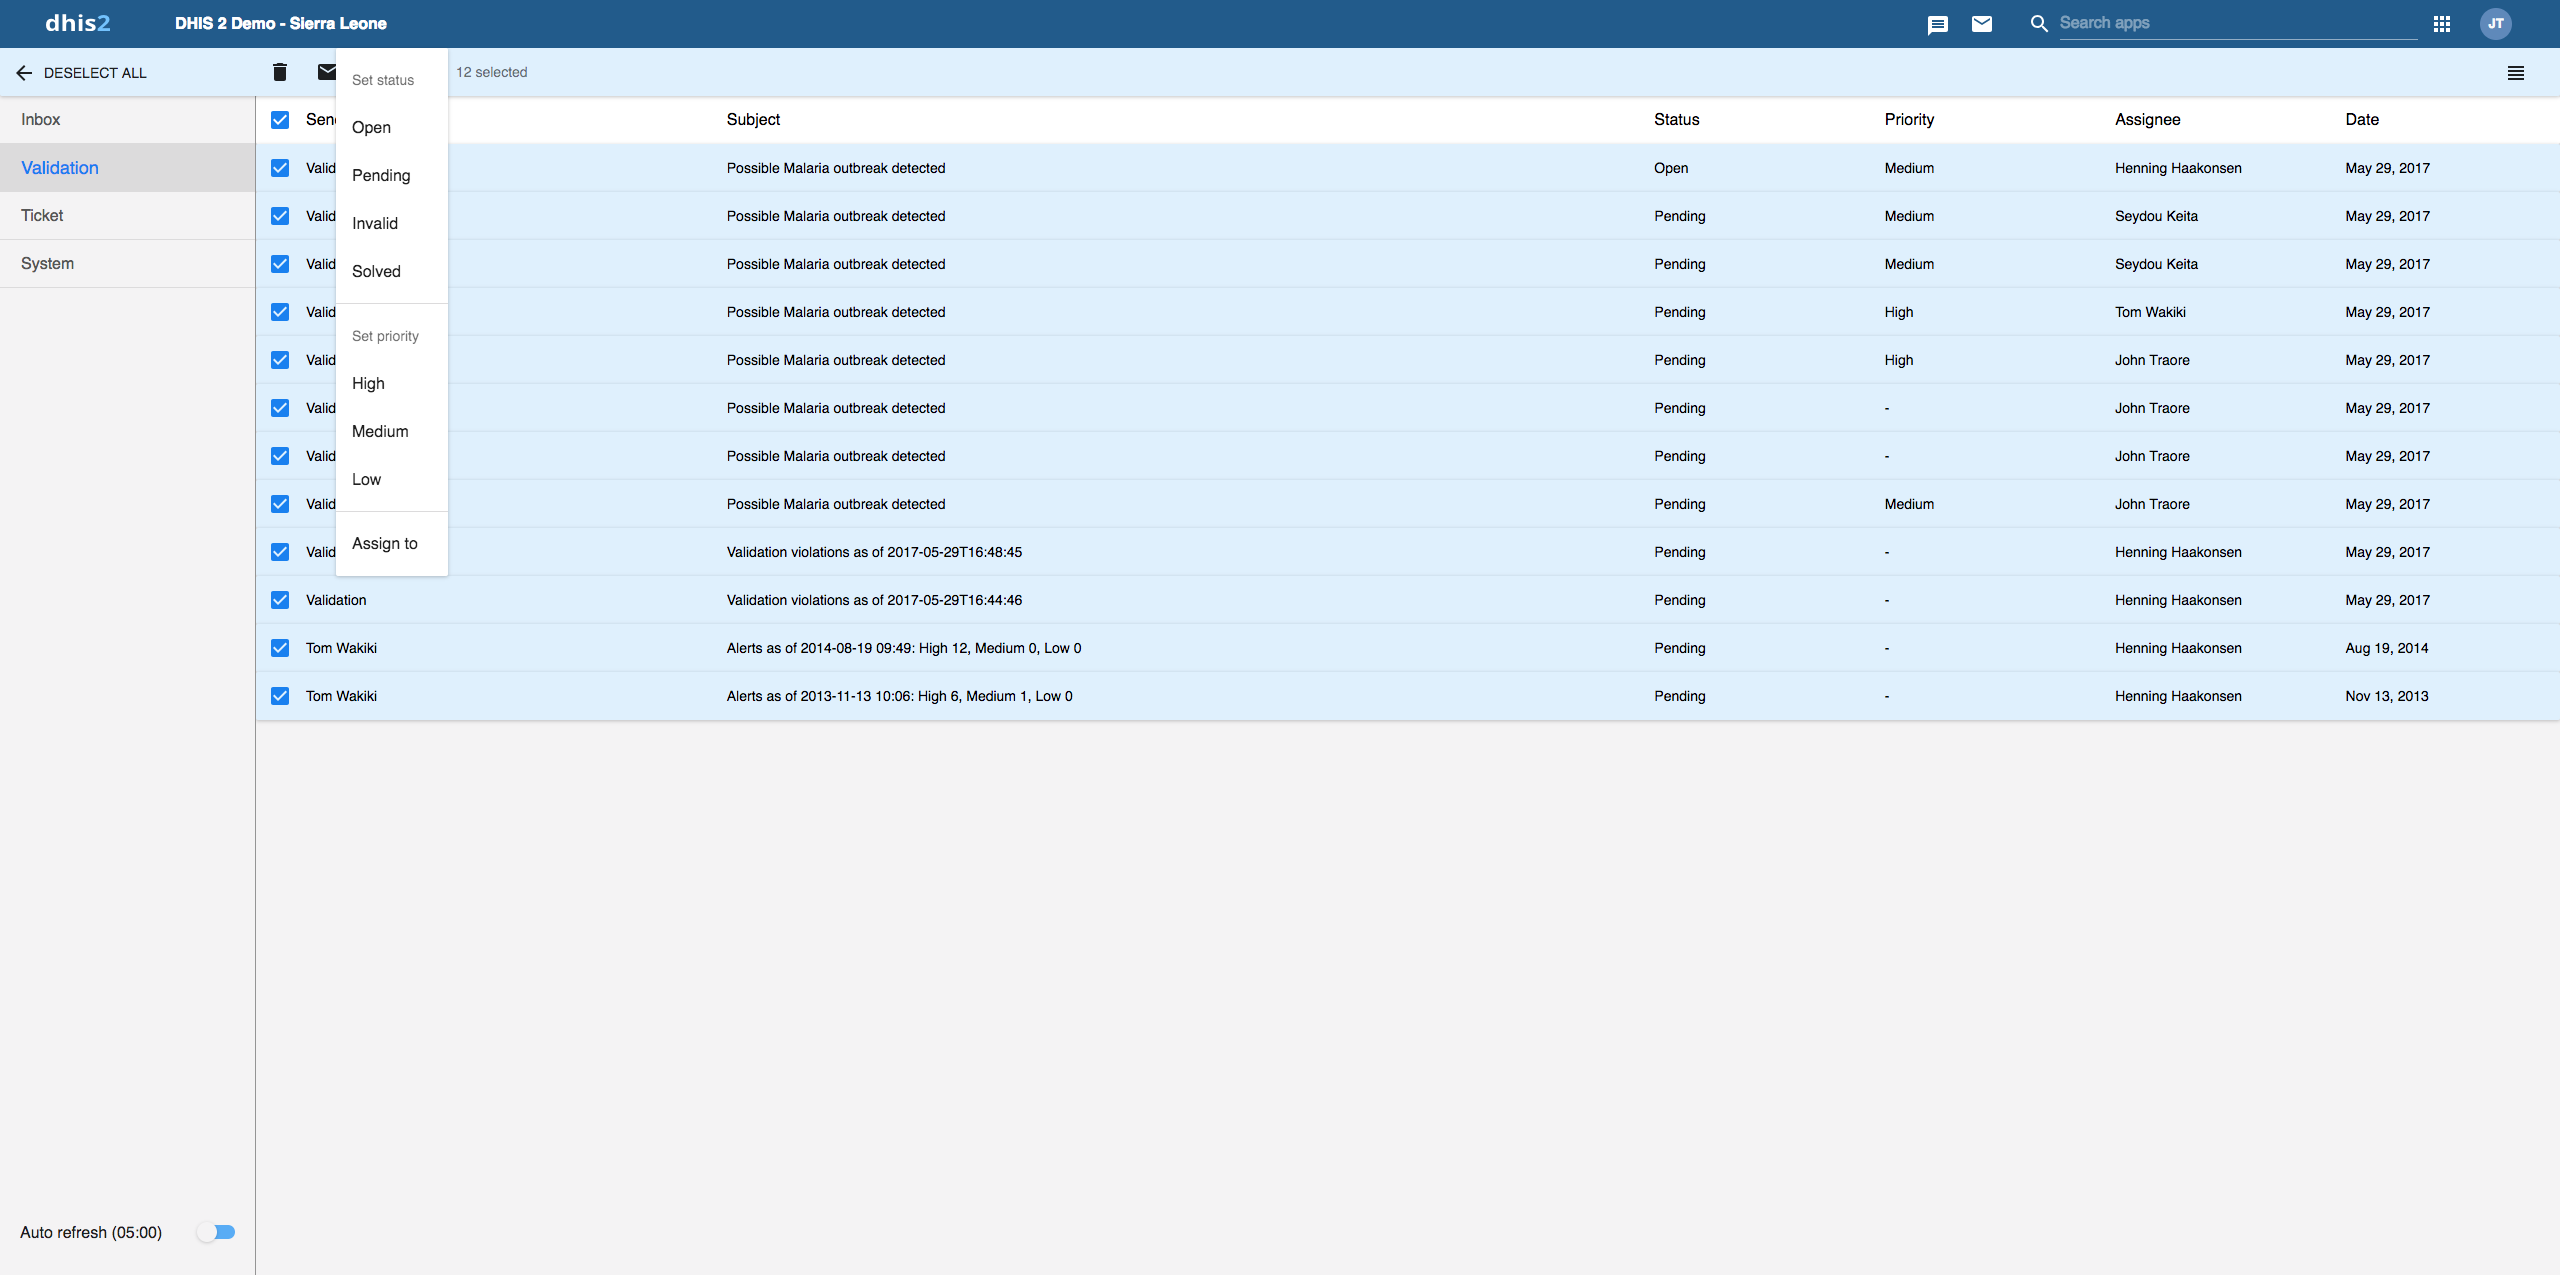 dhis2 DHIS 2 Demo - Sierra Leone Search apps JT
DESELECT ALL 12 selected
Set status
Open
Pending
Invalid
Solved
Set priority
High
Medium
Low
Assign to
Inbox
Validation
Ticket
System
Sen Subject Status Priority Assignee Date
Valid Possible Malaria outbreak detected Open Medium Henning Haakonsen May 29, 2017
Valid Possible Malaria outbreak detected Pending Medium Seydou Keita May 29, 2017
Valid Possible Malaria outbreak detected Pending Medium Seydou Keita May 29, 2017
Valid Possible Malaria outbreak detected Pending High Tom Wakiki May 29, 2017
Valid Possible Malaria outbreak detected Pending High John Traore May 29, 2017
Valid Possible Malaria outbreak detected Pending - John Traore May 29, 2017
Valid Possible Malaria outbreak detected Pending - John Traore May 29, 2017
Valid Possible Malaria outbreak detected Pending Medium John Traore May 29, 2017
Valid Validation violations as of 2017-05-29T16:48:45 Pending - Henning Haakonsen May 29, 2017
Validation Validation violations as of 2017-05-29T16:44:46 Pending - Henning Haakonsen May 29, 2017
Tom Wakiki Alerts as of 2014-08-19 09:49: High 12, Medium 0, Low 0 Pending - Henning Haakonsen Aug 19, 2014
Tom Wakiki Alerts as of 2013-11-13 10:06: High 6, Medium 1, Low 0 Pending - Henning Haakonsen Nov 13, 2013
Auto refresh (05:00)